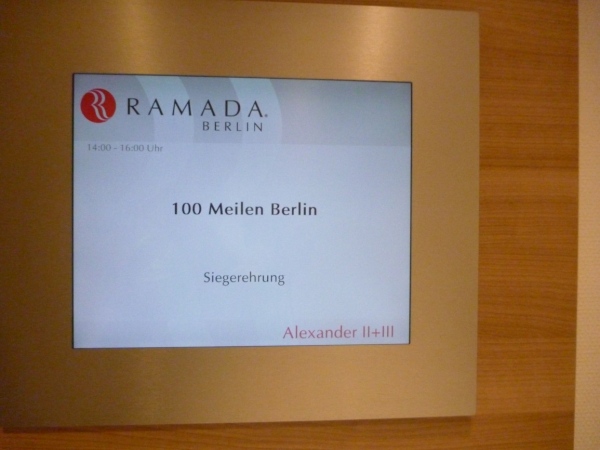 RAMADA®
BERLIN
14:00 - 16:00 Uhr
100 Meilen Berlin
Siegerehrung
Alexander II+III